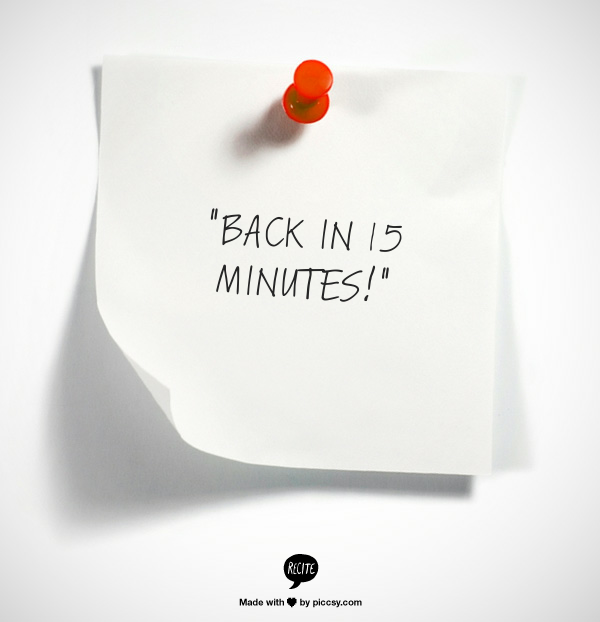 "BACK IN 15
MINUTES!"
RECITE
Made with ♥ by piccsy.com